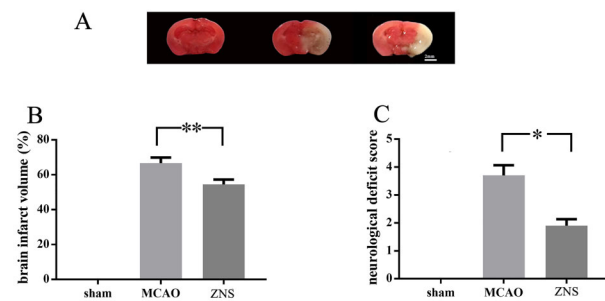 A
2mm
B
brain infarct volume (%)
80
60
40
20
0
**
sham
MCAO
ZNS
C
neurological deficit score
5
4
3
2
1
0
*
sham
MCAO
ZNS